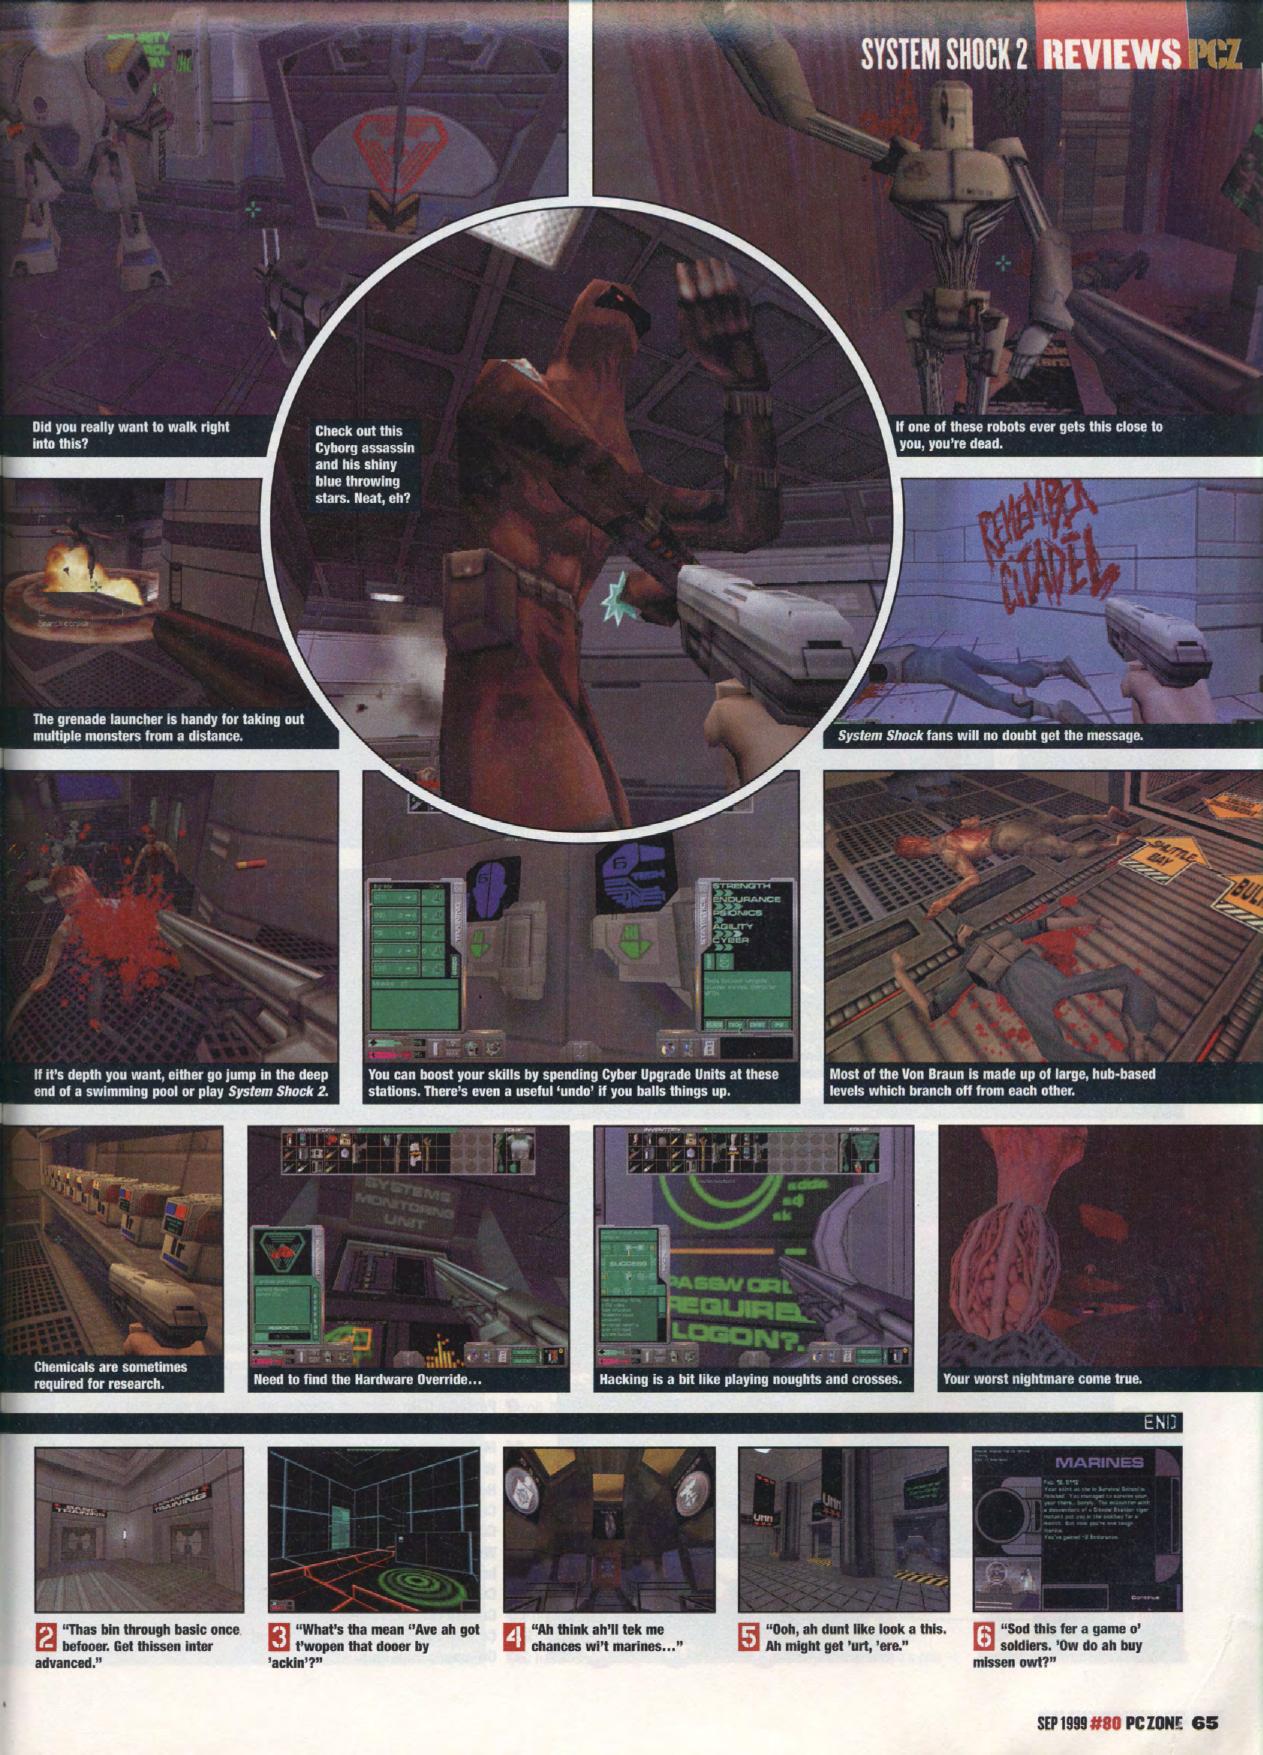 SYSTEM SHOCK 2 REVIEWS PCZ
Did you really want to walk right
into this?
Check out this
Cyborg assassin
and his shiny
blue throwing
stars. Neat, eh?
If one of these robots ever gets this close to
you, you're dead.
The grenade launcher is handy for taking out
multiple monsters from a distance.
REMEMBER
CITADEL
System Shock fans will no doubt get the message.
If it's depth you want, either go jump in the deep
end of a swimming pool or play System Shock 2.
STRENGTH
ENDURANCE
PSIONICS
AGILITY
CYBER
6
TECH
You can boost your skills by spending Cyber Upgrade Units at these
stations. There's even a useful 'undo' if you balls things up.
SHUTTLE
BAY
Most of the Von Braun is made up of large, hub-based
levels which branch off from each other.
Chemicals are sometimes
required for research.
INVENTORY
SYSTEMS
MONITORING
UNIT
Need to find the Hardware Override...
INVENTORY
SUCCESS
PASSWORD
REQUIRED
LOGON?
Hacking is a bit like playing noughts and crosses.
Your worst nightmare come true.
END
BASIC
TRAINING
ADVANCED
TRAINING
2 "Thas bin through basic once
befooer. Get thissen inter
advanced."
3 "What's tha mean "Ave ah got
t'wopen that dooer by
'ackin'?"
4 "Ah think ah'll tek me
chances wi't marines..."
UNN
UNN
5 "Ooh, ah dunt like look a this.
Ah might get 'urt, 'ere."
MARINES
Continue
6 "Sod this fer a game o'
soldiers. 'Ow do ah buy
missen owt?"
SEP 1999 #80 PC ZONE 65